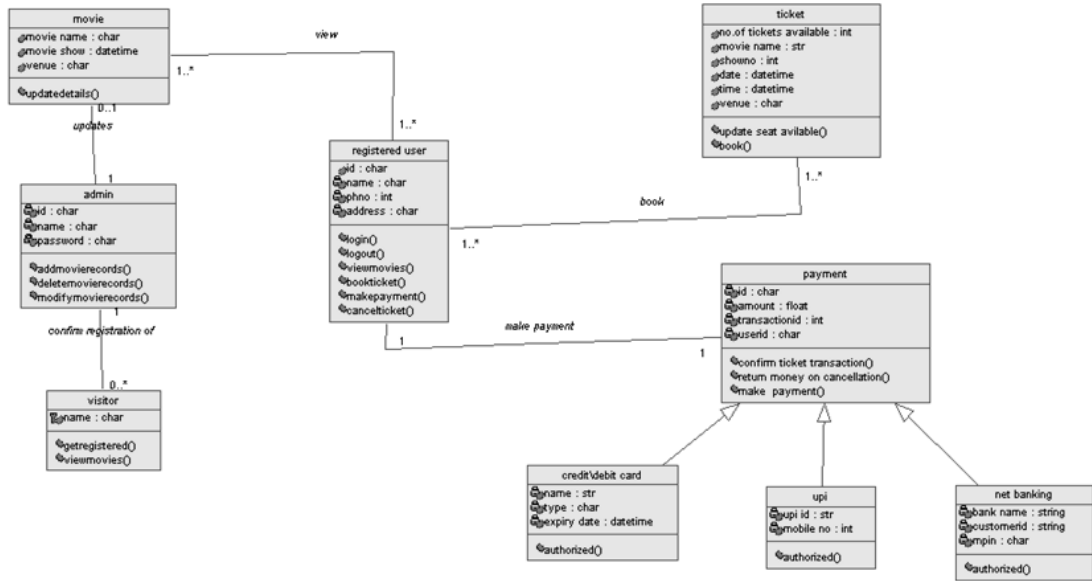 movie
movie name : char
movie show : datetime
venue : char
updatedetails()
0..1
updates
1
view
1..*
1..*
ticket
no.of tickets available : int
movie name : str
showno : int
date : datetime
time : datetime
venue : char
update seat avilable()
book()
1..*
registered user
id : char
name : char
phno : int
address : char
login()
logout()
viewmovies()
bookticket()
makepayment()
cancelticket()
book
1..*
admin
id : char
name : char
password : char
addmovierecords()
deletemovierecords()
modifymovierecords()
1
confirm registration of
0..*
visitor
name : char
getregistered()
viewmovies()
make payment
1
1
payment
id : char
amount : float
transactionid : int
userid : char
confirm ticket transaction()
return money on cancellation()
make payment()
credit\debit card
name : str
type : char
expiry date : datetime
authorized()
upi
upi id : str
mobile no : int
authorized()
net banking
bank name : string
customerid : string
mpin : char
authorized()